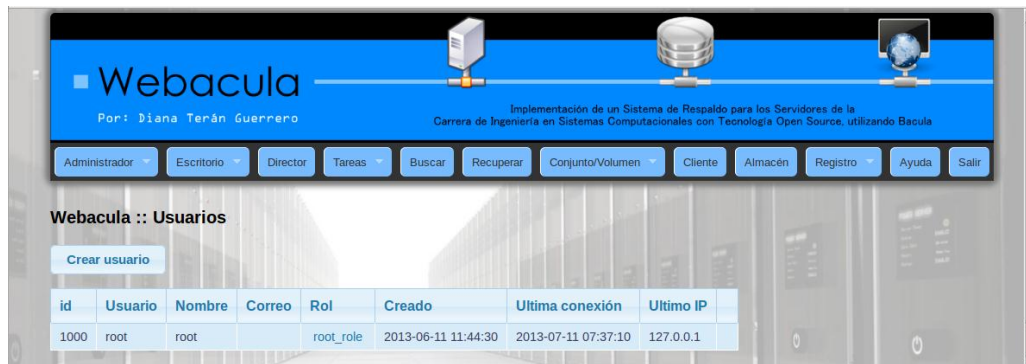 Webacula
Por: Diana Terán Guerrero
Implementación de un Sistema de Respaldo para los Servidores de la
Carrera de Ingeniería en Sistemas Computacionales con Tecnología Open Source, utilizando Bacula
Administrador Escritorio Director Tareas Buscar Recuperar Conjunto/Volumen Cliente Almacén Registro Ayuda Salir
Webacula :: Usuarios
Crear usuario
id Usuario Nombre Correo Rol Creado Ultima conexión Ultimo IP
1000 root root root_role 2013-06-11 11:44:30 2013-07-11 07:37:10 127.0.0.1